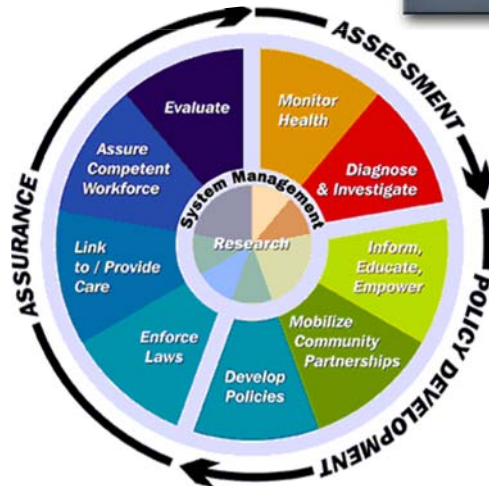 ASSESSMENT
Monitor
Health
Diagnose
& Investigate
POLICY DEVELOPMENT
Inform,
Educate,
Empower
Mobilize
Community
Partnerships
Develop
Policies
ASSURANCE
Enforce
Laws
Link
to / Provide
Care
Assure
Competent
Workforce
Evaluate
System Management
Research